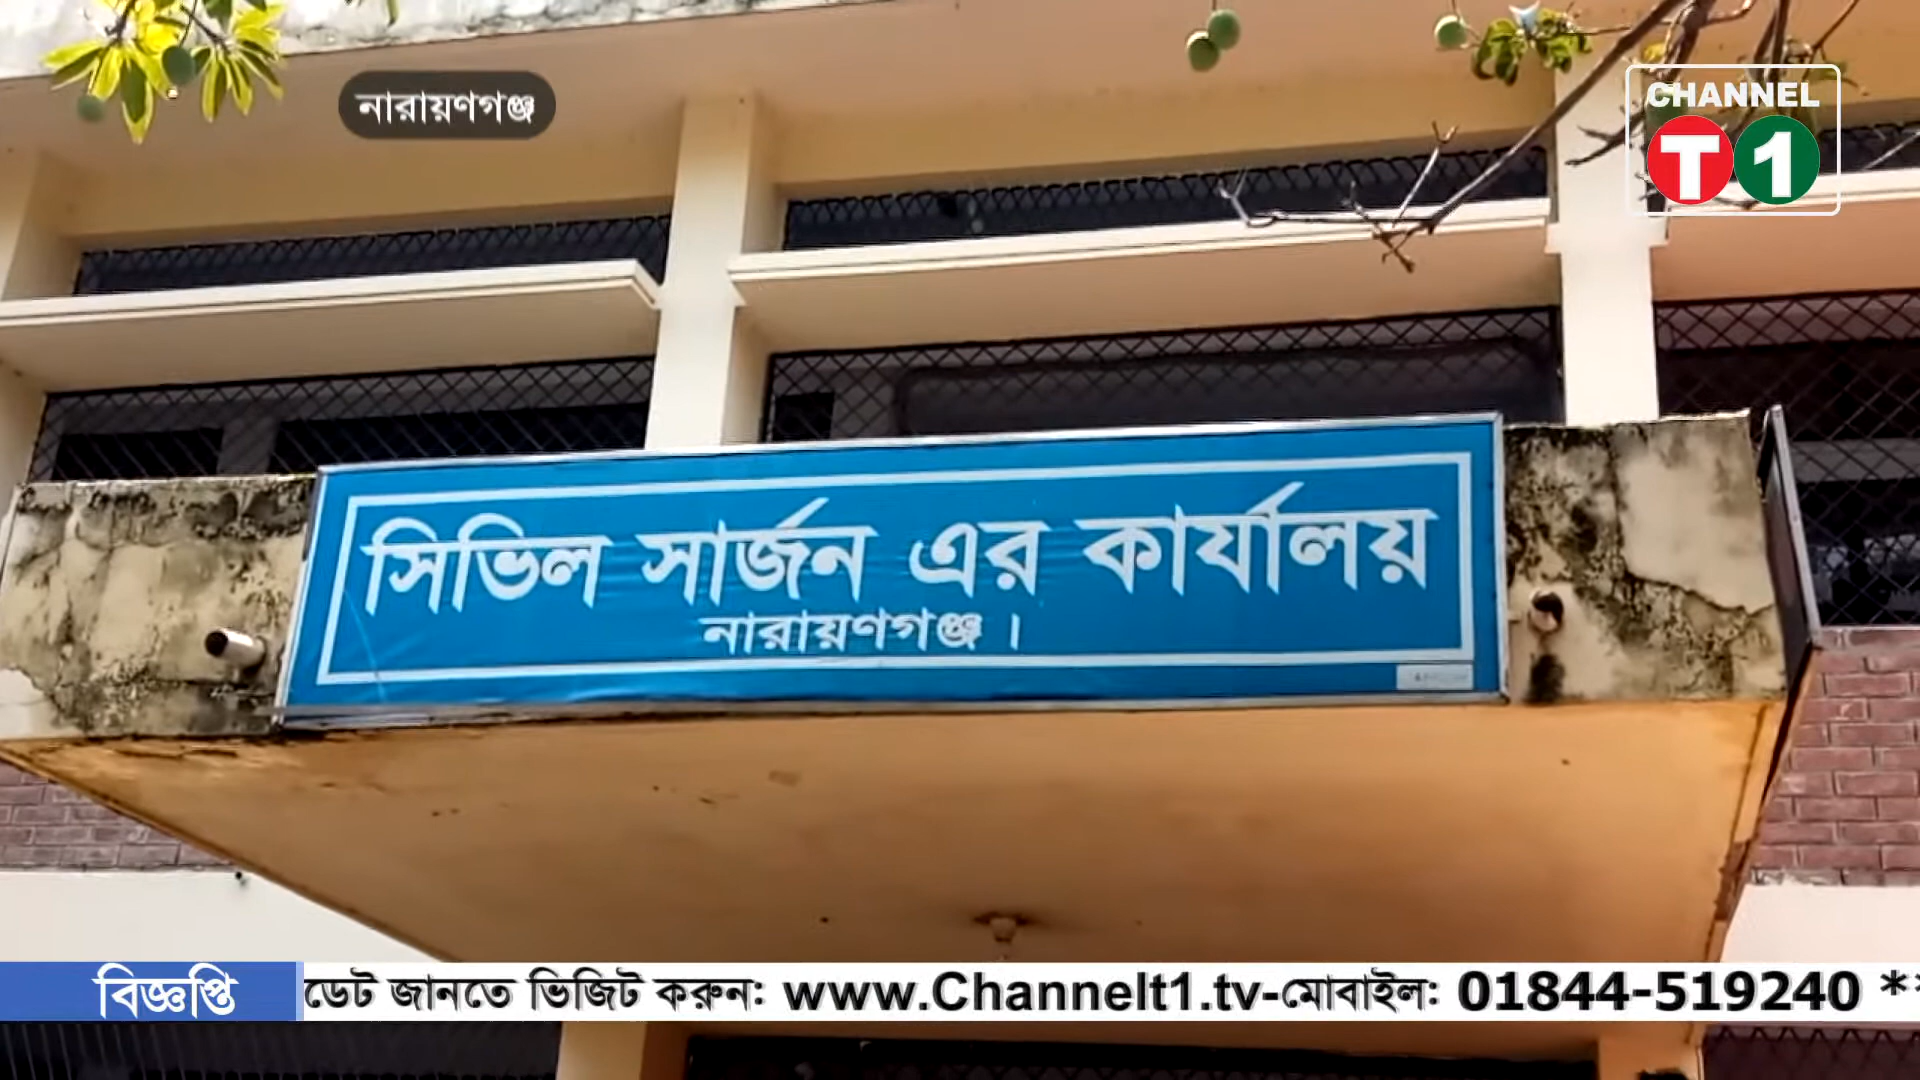 নারায়ণগঞ্জ
CHANNEL
T1
সিভিল সার্জন এর কার্যালয়
নারায়ণগঞ্জ।
বিজ্ঞপ্তি
ডেট জানতে ভিজিট করুন: www.Channelt1.tv-মোবাইল: 01844-519240 **